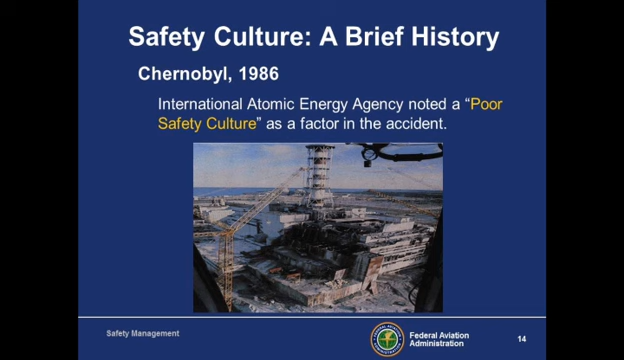 Safety Culture: A Brief History
Chernobyl, 1986
International Atomic Energy Agency noted a “Poor
Safety Culture” as a factor in the accident.
Safety Management
Federal Aviation
Administration
14